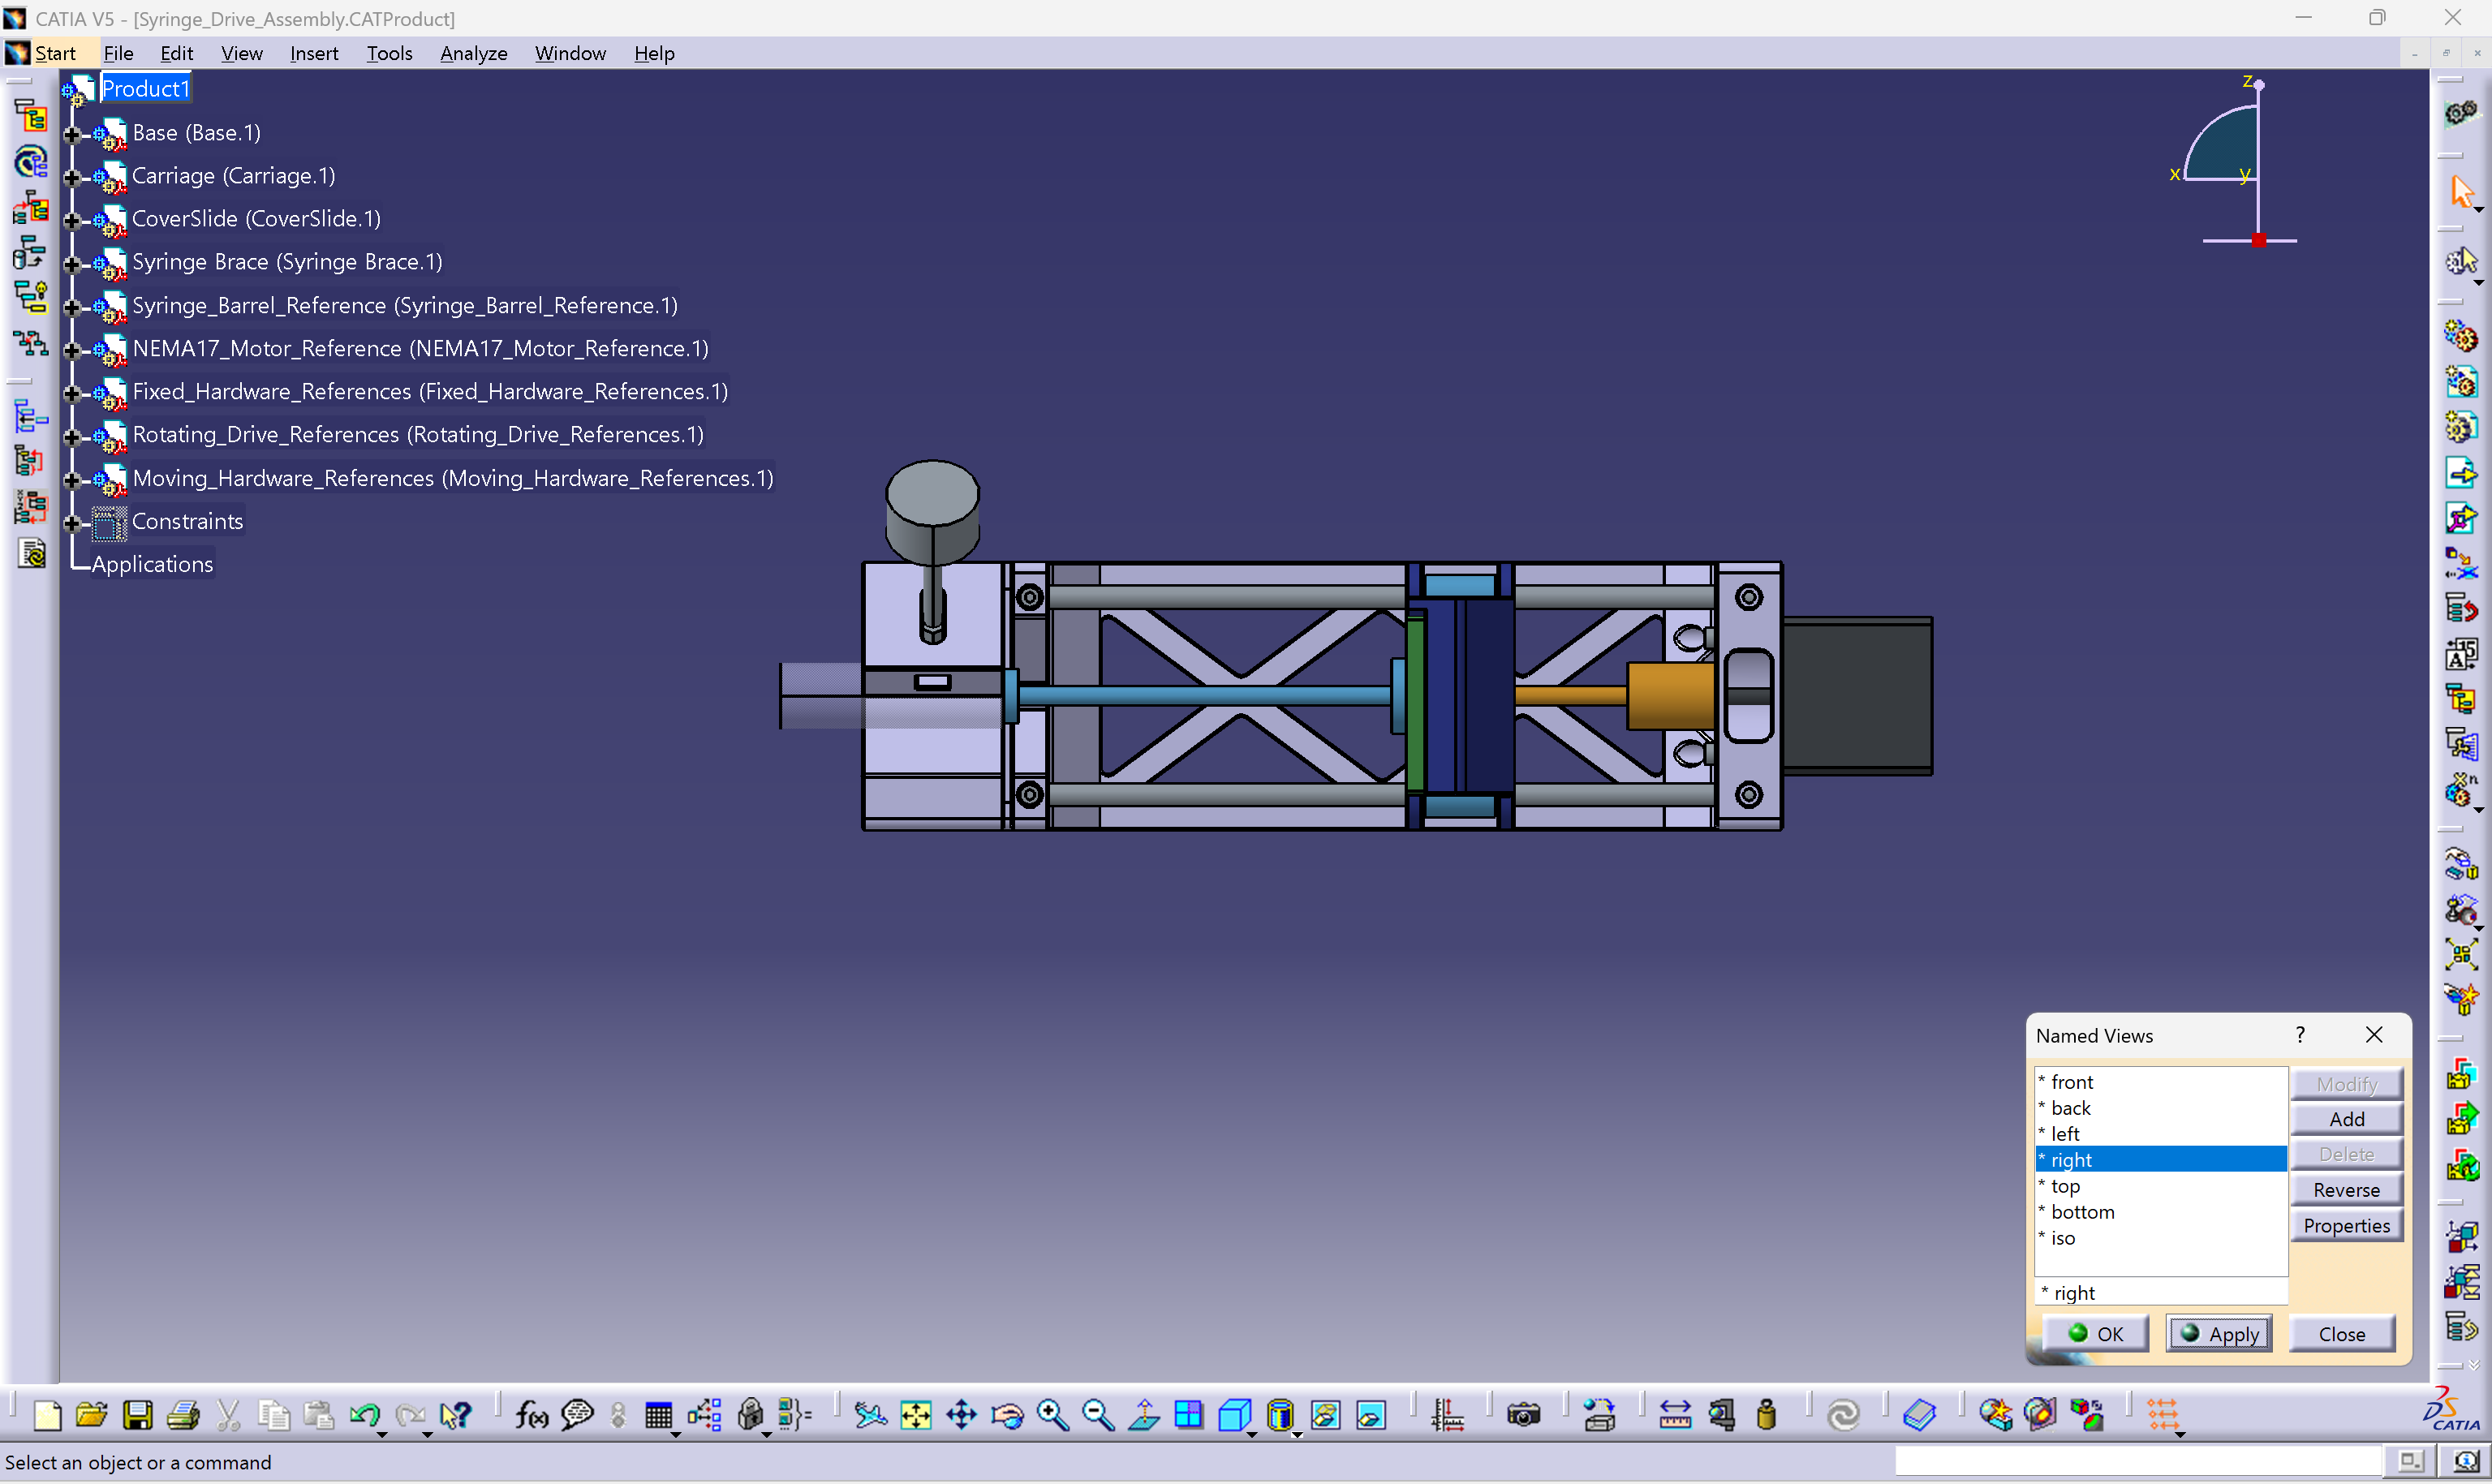 CATIA V5 - [Syringe_Drive_Assembly.CATProduct]
Start File Edit View Insert Tools Analyze Window Help
Product1
Base (Base.1)
Carriage (Carriage.1)
CoverSlide (CoverSlide.1)
Syringe Brace (Syringe Brace.1)
Syringe_Barrel_Reference (Syringe_Barrel_Reference.1)
NEMA17_Motor_Reference (NEMA17_Motor_Reference.1)
Fixed_Hardware_References (Fixed_Hardware_References.1)
Rotating_Drive_References (Rotating_Drive_References.1)
Moving_Hardware_References (Moving_Hardware_References.1)
Constraints
Applications
z
x
y
Named Views ?
* front
* back
* left
* right
* top
* bottom
* iso
* right
Modify
Add
Delete
Reverse
Properties
OK
Apply
Close
f(x)
CATIA
Select an object or a command